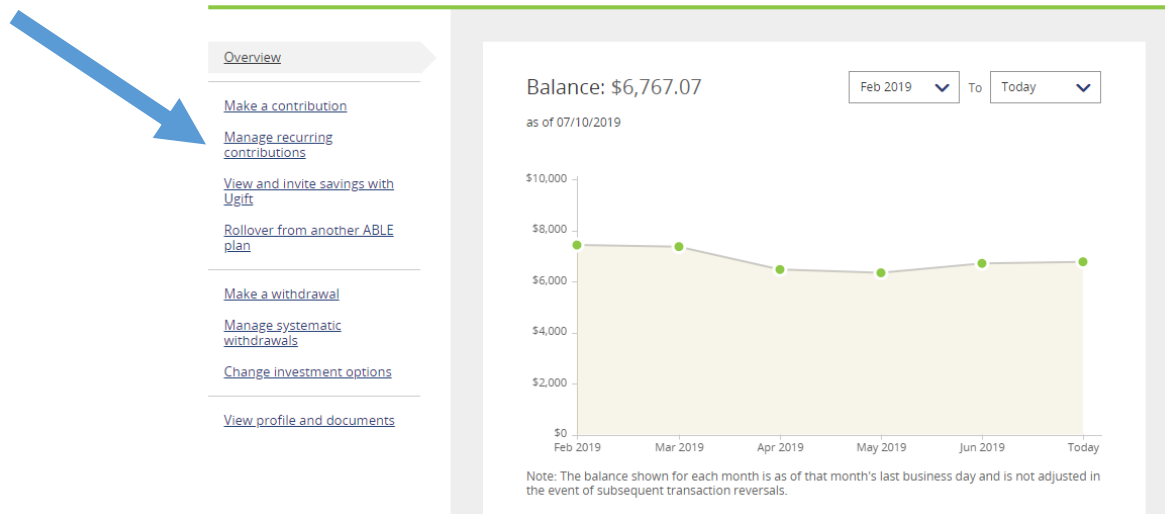 Overview
Make a contribution
Manage recurring
contributions
View and invite savings with
Ugift
Rollover from another ABLE
plan
Make a withdrawal
Manage systematic
withdrawals
Change investment options
View profile and documents
Balance: $6,767.07
Feb 2019 To Today
as of 07/10/2019
$10,000
$8,000
$6,000
$4,000
$2,000
$0
Feb 2019 Mar 2019 Apr 2019 May 2019 Jun 2019 Today
Note: The balance shown for each month is as of that month's last business day and is not adjusted in
the event of subsequent transaction reversals.